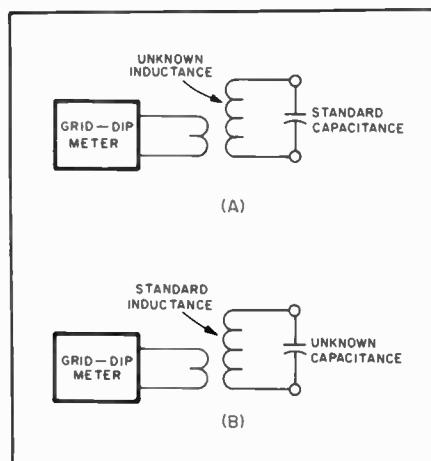 UNKNOWN
INDUCTANCE
GRID—DIP
METER
STANDARD
CAPACITANCE
(A)
STANDARD
INDUCTANCE
GRID—DIP
METER
UNKNOWN
CAPACITANCE
(B)